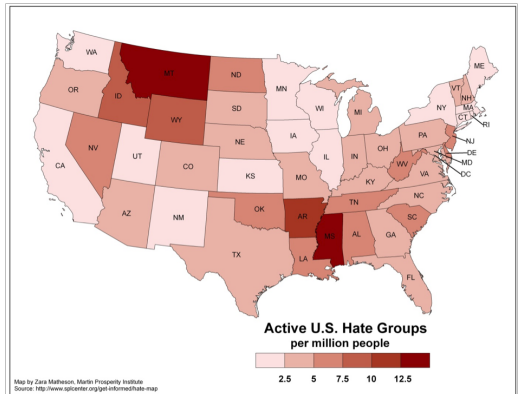 WA
ME
MT
ND
MN
VT
NH
OR
ID
SD
WI
MI
NY
MA
CT
RI
WY
IA
PA
NJ
NE
NV
UT
IL
IN
OH
DE
MD
DC
CA
CO
KS
MO
WV
VA
KY
AZ
NM
OK
AR
TN
NC
SC
TX
LA
MS
AL
GA
FL
Active U.S. Hate Groups
per million people
2.5 5 7.5 10 12.5
Map by Zara Matheson, Martin Prosperity Institute
Source: http://www.splcenter.org/get-informed/hate-map